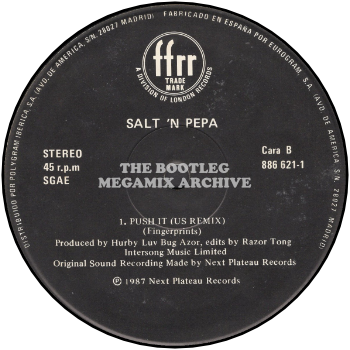 DISTRIBUIDO POR POLYGRAM IBERICA, S.A. (AVD. DE AMERICA, S/N. 28027 MADRID)
FABRICADO EN ESPAÑA POR EUROGRAM, S.A. (AVD. DE AMERICA, S/N. 28027 MADRID)
ffrr
TRADE
MARK
A DIVISION OF LONDON RECORDS
SALT 'N PEPA
STEREO
45 r.p.m
SGAE
Cara B
886 621-1
THE BOOTLEG
MEGAMIX ARCHIVE
1. PUSH IT (US REMIX)
(Fingerprints)
Produced by Hurby Luv Bug Azor, edits by Razor Tong
Intersong Music Limited
Original Sound Recording Made by Next Plateau Records
℗ 1987 Next Plateau Records